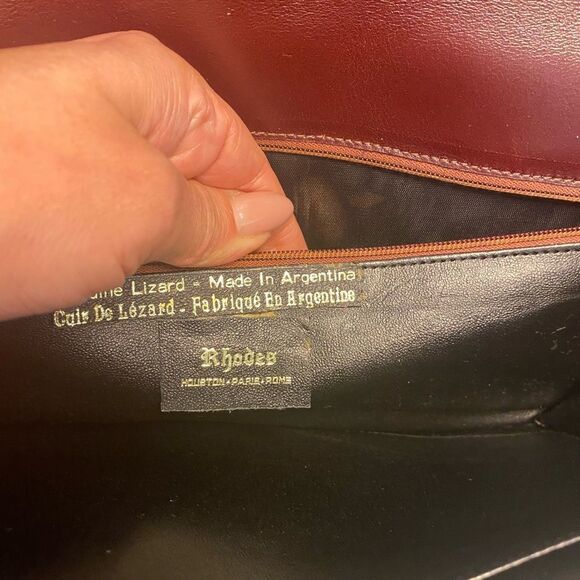 Lizard - Made In Argentina
Cuir De Lézard - Fabriqué En Argentine
Rhodes
HOUSTON • PARIS • ROME